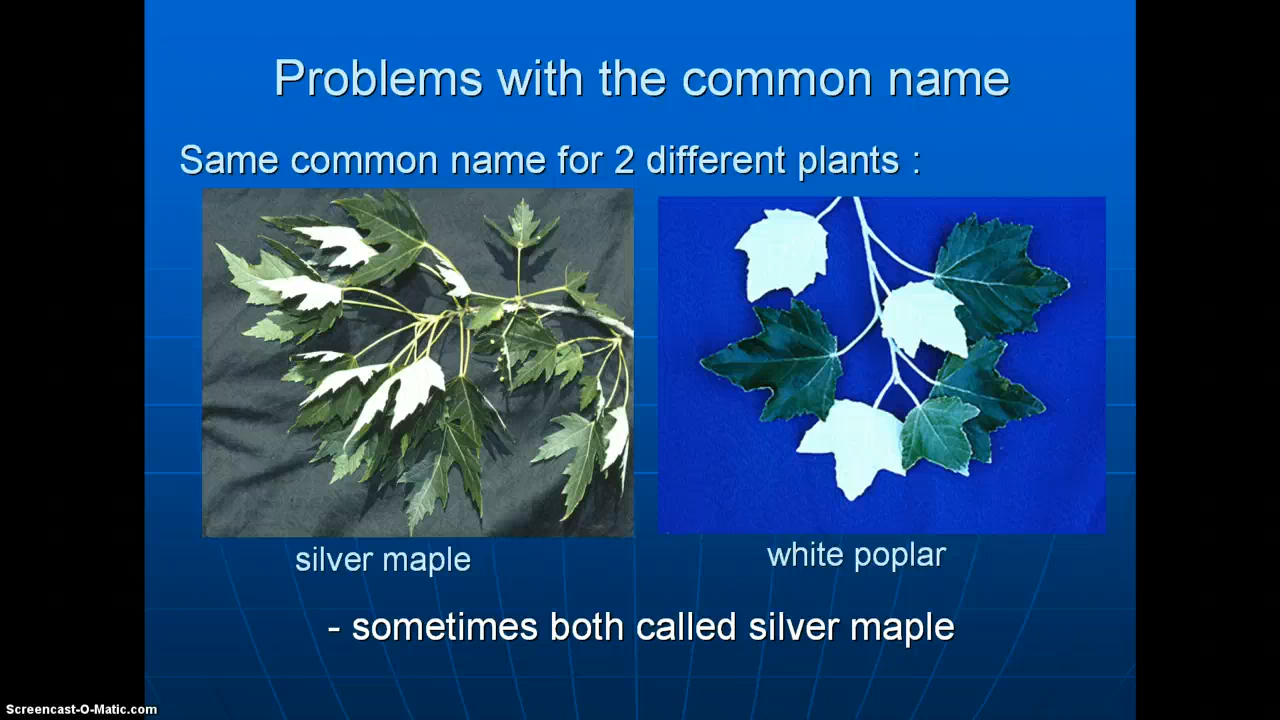 Problems with the common name
Same common name for 2 different plants :
silver maple
white poplar
- sometimes both called silver maple
Screencast-O-Matic.com